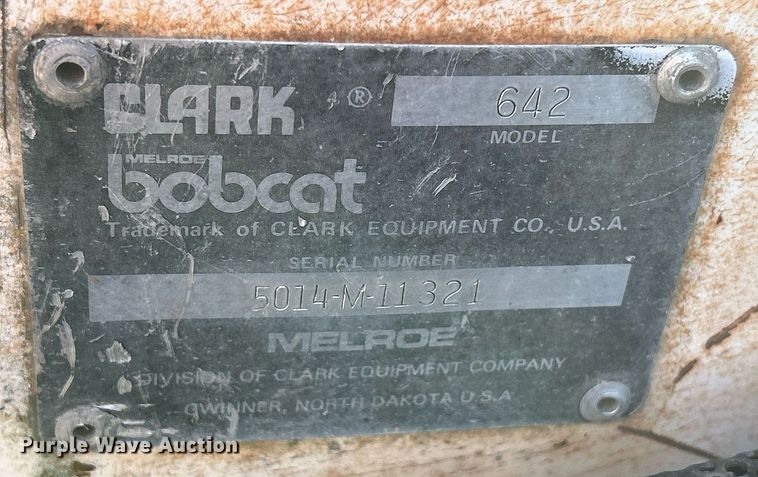 CLARK ® 642
MODEL
MELROE
bobcat
Trademark of CLARK EQUIPMENT CO., U.S.A.
SERIAL NUMBER
5014-M-11321
MELROE
DIVISION OF CLARK EQUIPMENT COMPANY
GWINNER, NORTH DAKOTA U.S.A
Purple Wave Auction